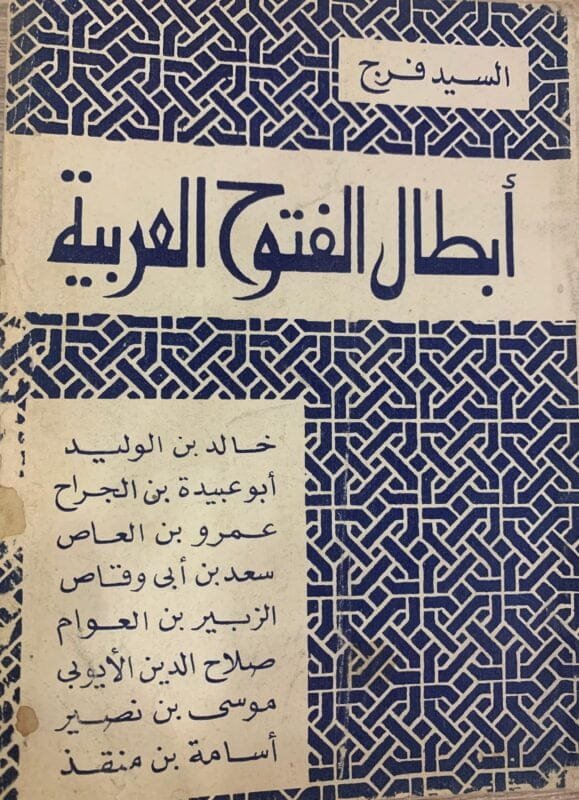 السيد فرج
أبطال الفتوح العربية
خالد بن الوليد
أبو عبيدة بن الجراح
عمرو بن العاص
سعد بن أبى وقاص
الزبير بن العوام
صلاح الدين الأيوبي
موسى بن نصير
أسامة بن منقذ